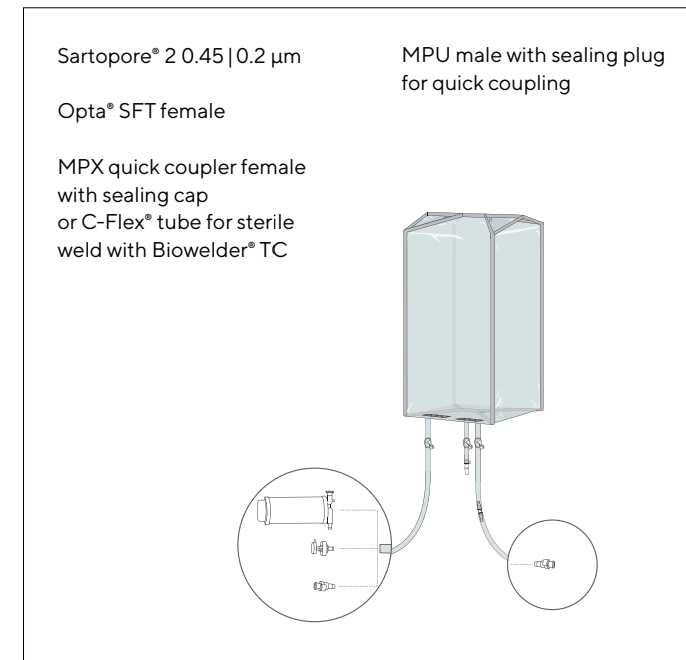 Sartopore® 2 0.45 | 0.2 µm
Opta® SFT female
MPX quick coupler female
with sealing cap
or C-Flex® tube for sterile
weld with Biowelder® TC
MPU male with sealing plug
for quick coupling